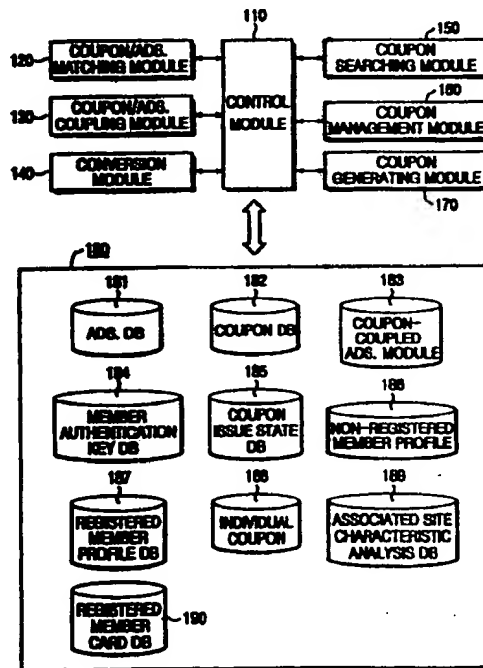 110
120
COUPON/ADS.
MATCHING MODULE
130
COUPON/ADS.
COUPLING MODULE
140
CONVERSION
MODULE
CONTROL
MODULE
150
COUPON
SEARCHING MODULE
160
COUPON
MANAGEMENT MODULE
COUPON
GENERATING MODULE
170
180
181
ADS. DB
182
COUPON DB
183
COUPON-
COUPLED
ADS. MODULE
184
MEMBER
AUTHENTICATION
KEY DB
185
COUPON
ISSUE STATE
DB
186
NON-REGISTERED
MEMBER PROFILE
187
REGISTERED
MEMBER
PROFILE DB
188
INDIVIDUAL
COUPON
189
ASSOCIATED SITE
CHARACTERISTIC
ANALYSIS DB
REGISTERED
MEMBER
CARD DB
190